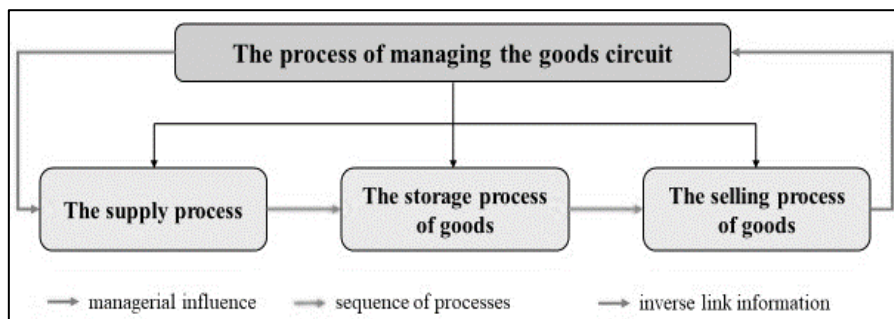 The process of managing the goods circuit
The supply process
The storage process
of goods
The selling process
of goods
managerial influence
sequence of processes
inverse link information